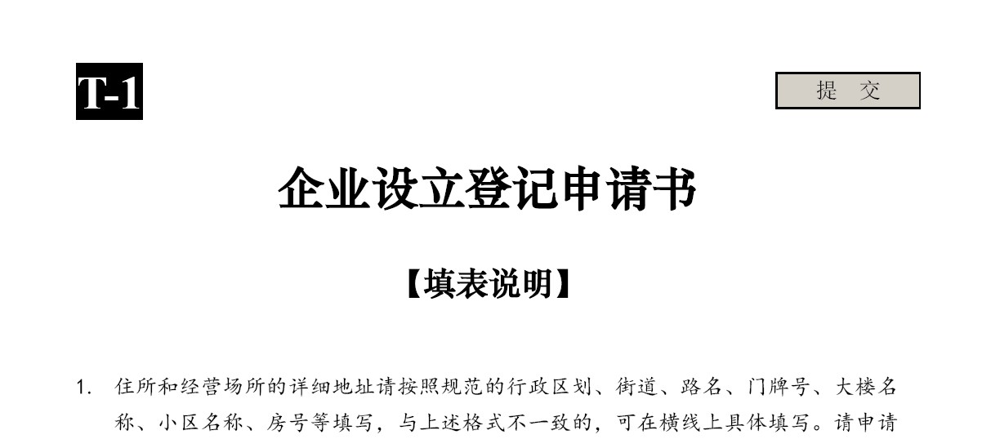 T-1
提 交
企业设立登记申请书
【填表说明】
1. 住所和经营场所的详细地址请按照规范的行政区划、街道、路名、门牌号、大楼名
称、小区名称、房号等填写，与上述格式不一致的，可在横线上具体填写。请申请